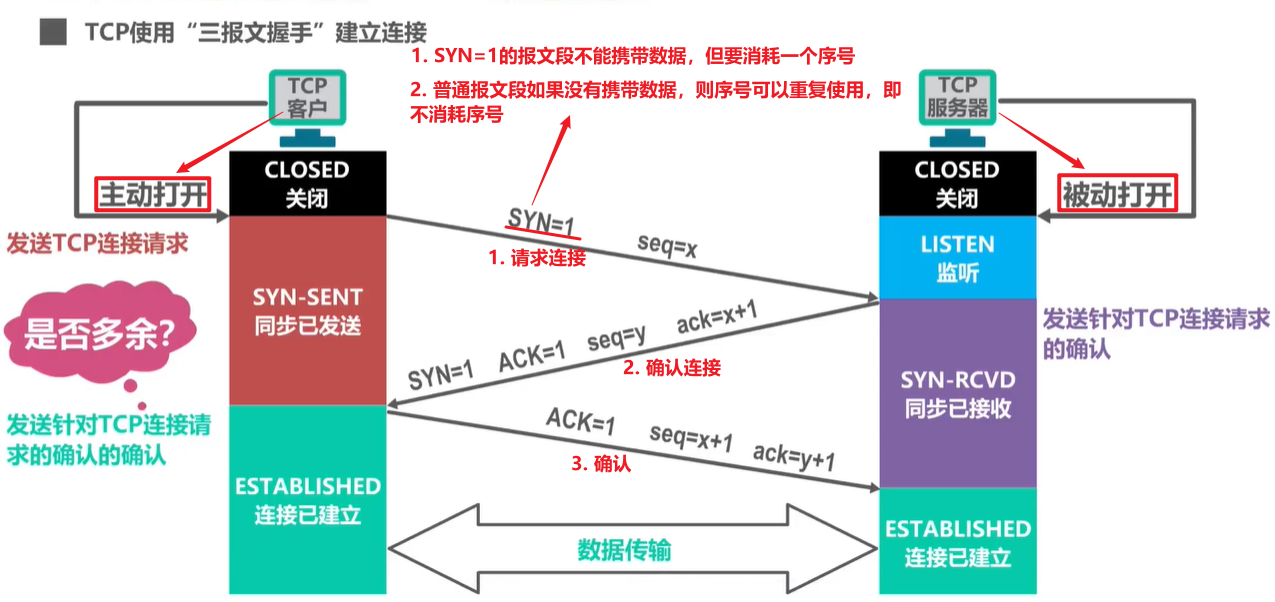 TCP使用“三报文握手”建立连接
1. SYN=1的报文段不能携带数据，但要消耗一个序号
2. 普通报文段如果没有携带数据，则序号可以重复使用，即
不消耗序号
TCP
客户
TCP
服务器
主动打开
CLOSED
关闭
CLOSED
关闭
被动打开
发送TCP连接请求
SYN=1
seq=x
1. 请求连接
LISTEN
监听
SYN-SENT
同步已发送
是否多余？
SYN=1
ACK=1
seq=y
ack=x+1
2. 确认连接
发送针对TCP连接请求
的确认
SYN-RCVD
同步已接收
发送针对TCP连接请
求的确认的确认
ACK=1
seq=x+1
ack=y+1
3. 确认
ESTABLISHED
连接已建立
数据传输
ESTABLISHED
连接已建立